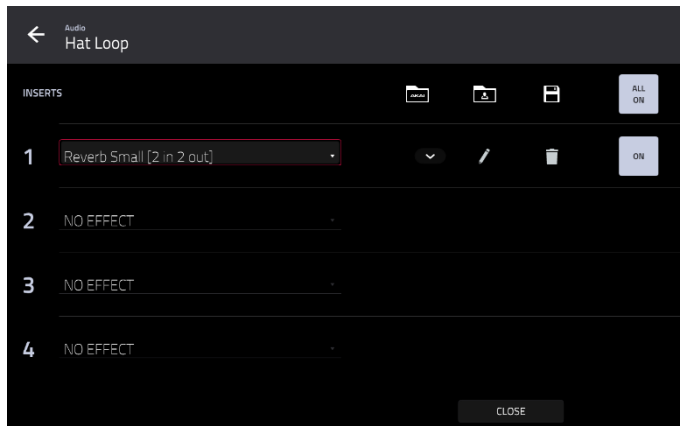 Audio
Hat Loop
INSERTS
AKAI
ALL
ON
1 Reverb Small [2 in 2 out]
ON
2 NO EFFECT
3 NO EFFECT
4 NO EFFECT
CLOSE